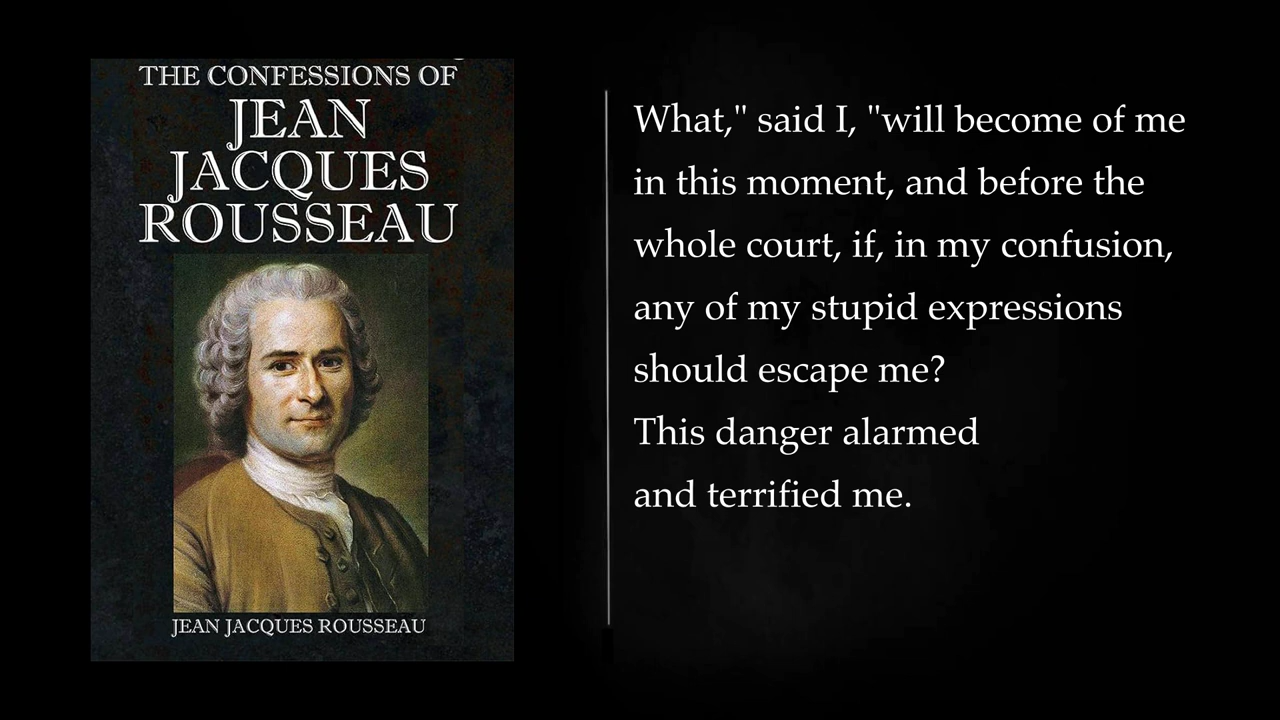 THE CONFESSIONS OF
JEAN
JACQUES
ROUSSEAU
JEAN JACQUES ROUSSEAU
What," said I, "will become of me
in this moment, and before the
whole court, if, in my confusion,
any of my stupid expressions
should escape me?
This danger alarmed
and terrified me.